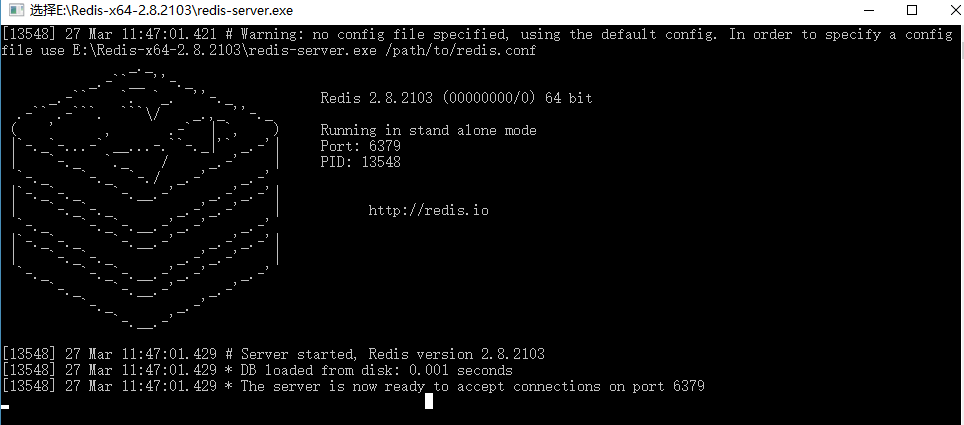 选择E:\Redis-x64-2.8.2103\redis-server.exe
[13548] 27 Mar 11:47:01.421 # Warning: no config file specified, using the default config. In order to specify a config
file use E:\Redis-x64-2.8.2103\redis-server.exe /path/to/redis.conf
Redis 2.8.2103 (00000000/0) 64 bit
Running in stand alone mode
Port: 6379
PID: 13548
http://redis.io
[13548] 27 Mar 11:47:01.429 # Server started, Redis version 2.8.2103
[13548] 27 Mar 11:47:01.429 * DB loaded from disk: 0.001 seconds
[13548] 27 Mar 11:47:01.429 * The server is now ready to accept connections on port 6379